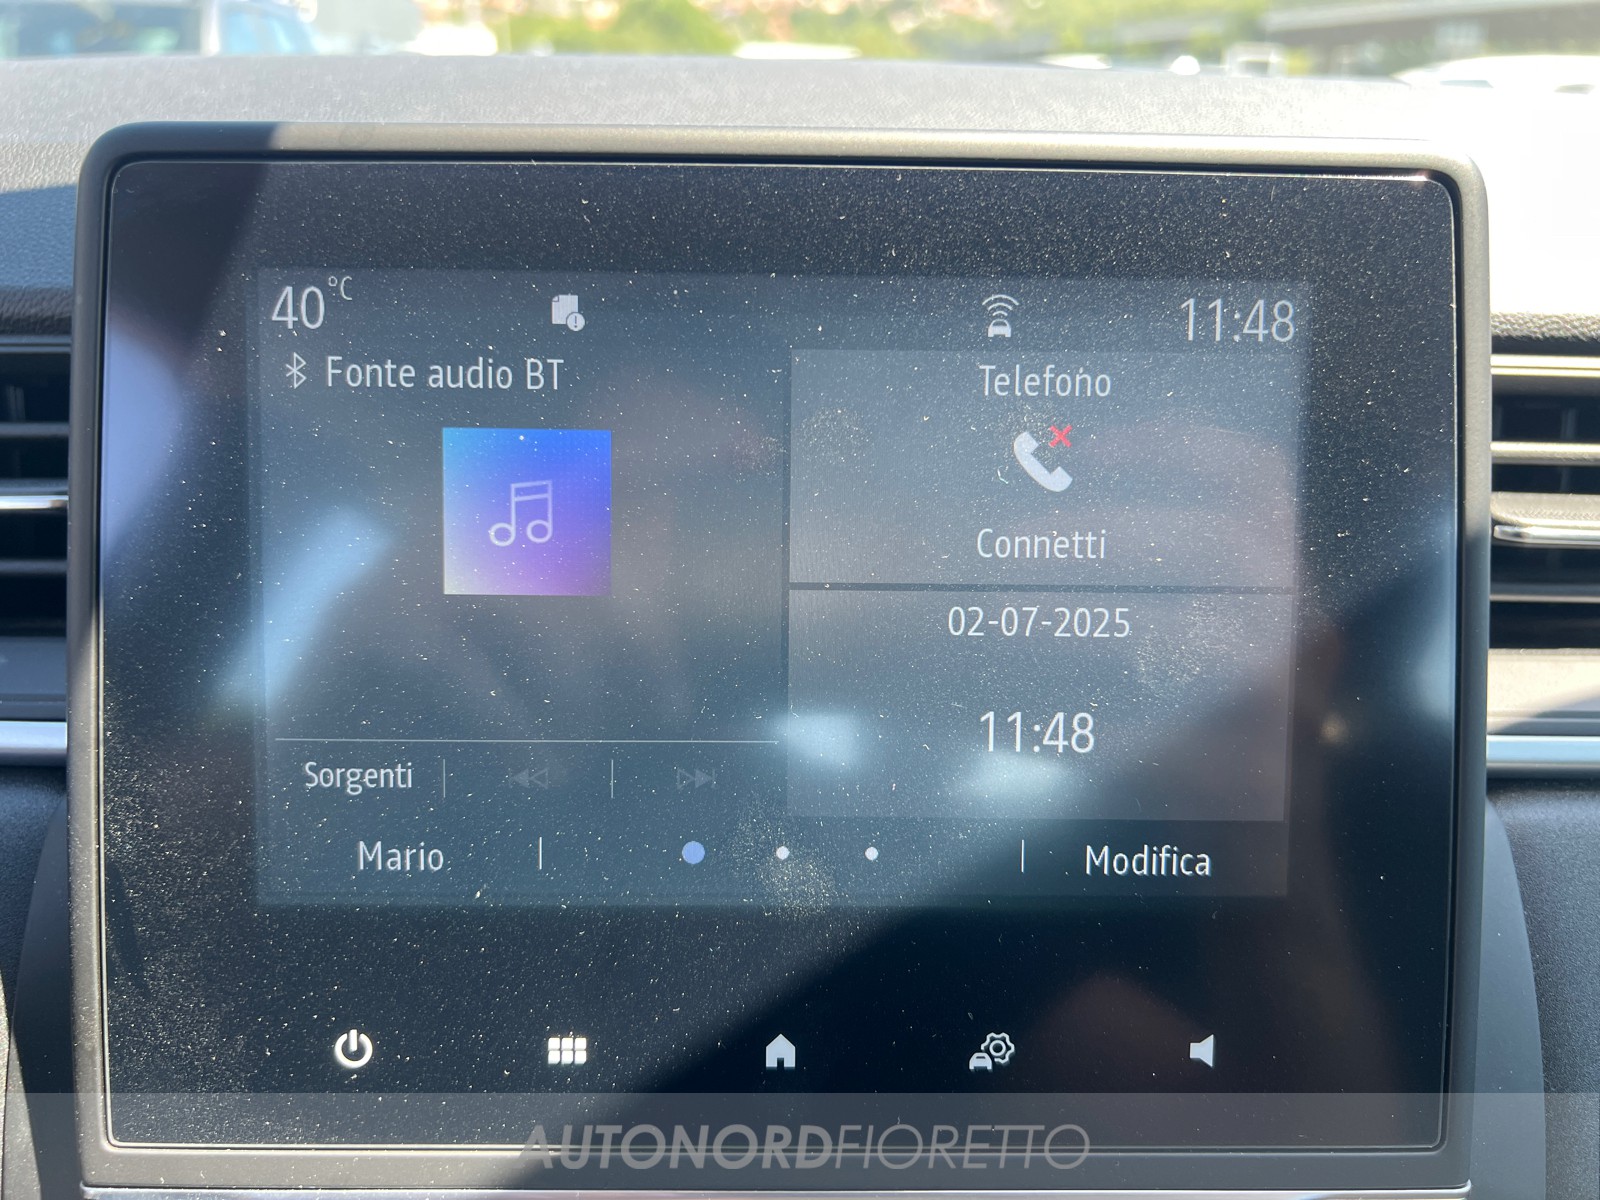 40°C
11:48
Fonte audio BT
Telefono
Connetti
02-07-2025
11:48
Sorgenti
Mario
Modifica
AUTONORDFIORETTO